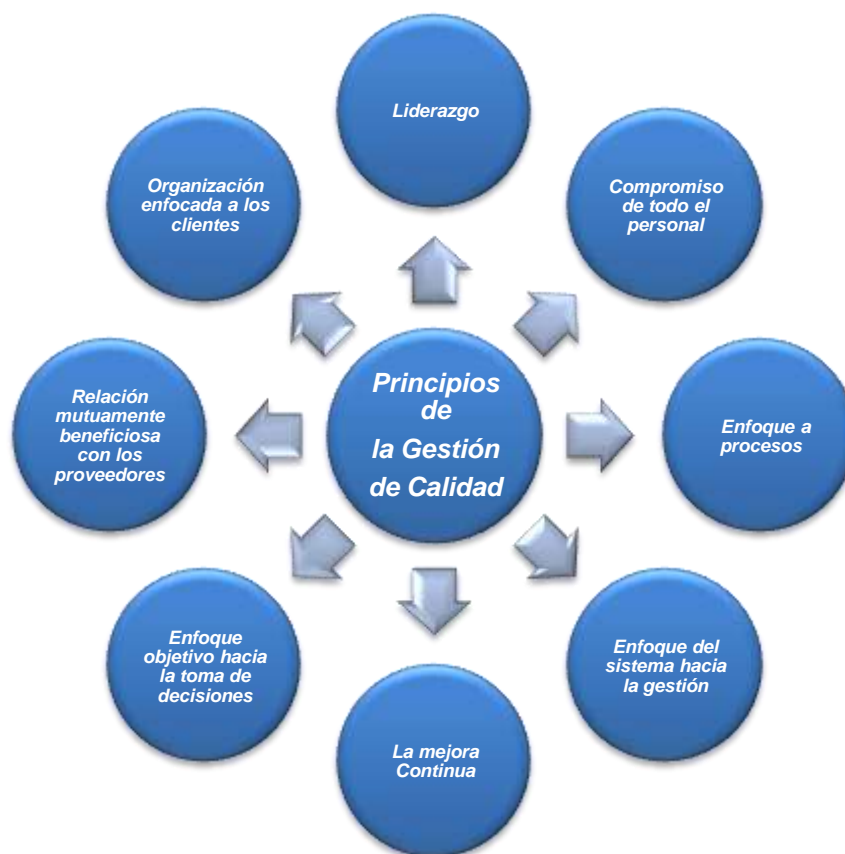 Liderazgo
Compromiso
de todo el
personal
Enfoque a
procesos
Enfoque del
sistema hacia
la gestión
La mejora
Continua
Enfoque
objetivo hacia
la toma de
decisiones
Relación
mutuamente
beneficiosa
con los
proveedores
Organización
enfocada a los
clientes
Principios
de
la Gestión
de Calidad